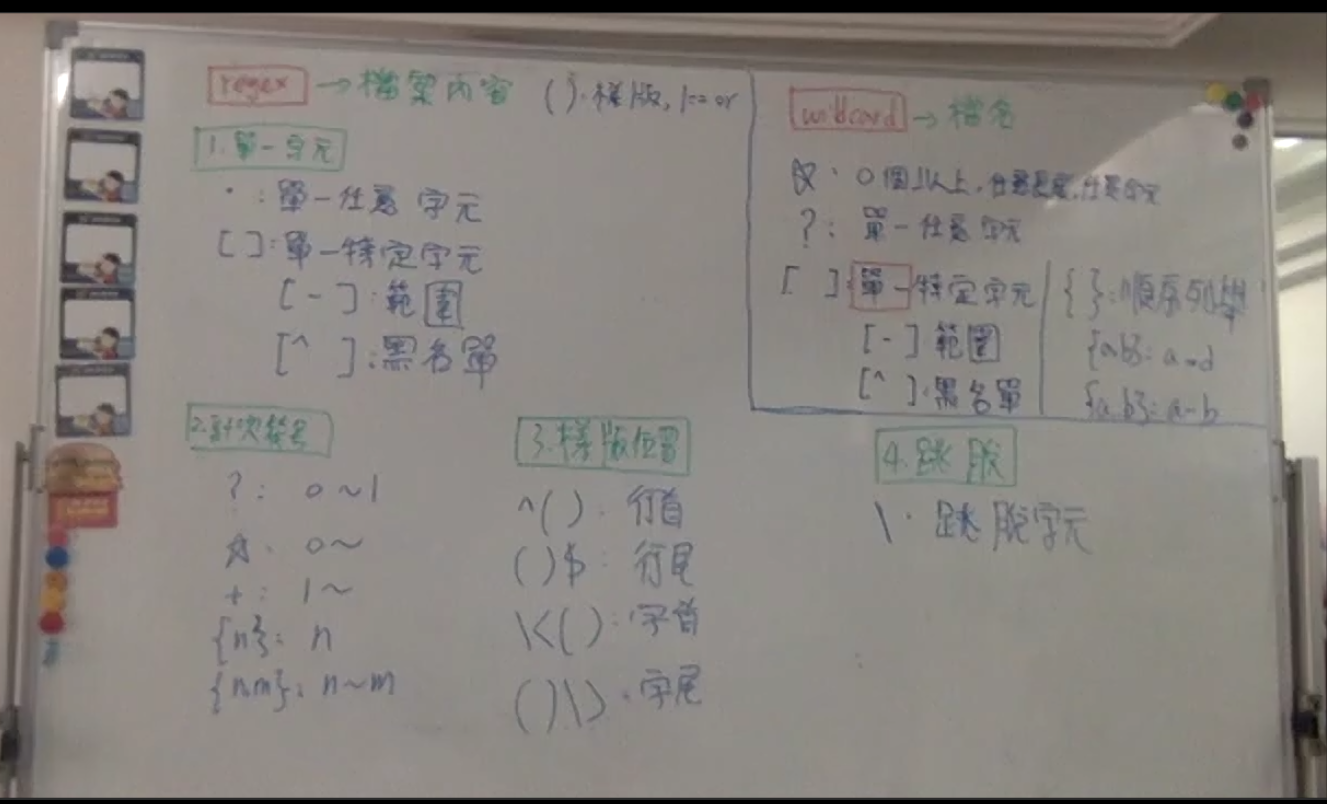 regex → 檔案內容 ( ): 樣版, |=> or
1.單一字元
. : 單一任意字元
[ ]: 單一特定字元
[ - ]: 範圍
[^ ]: 黑名單
wildcard → 檔名
* : 0個以上, 任意長度, 任意字元
? : 單一任意字元
[ ]: 單一特定字元
[ - ] 範圍
[^ ]: 黑名單
{ }: 順序列舉
2.計次符號
? : 0~1
* : 0~
+ : 1~
{n}: n
{n,m}: n~m
3.樣版位置
^( ): 行首
( )$: 行尾
\<( ): 字首
( )\>: 字尾
4.跳脫
\ : 跳脫字元